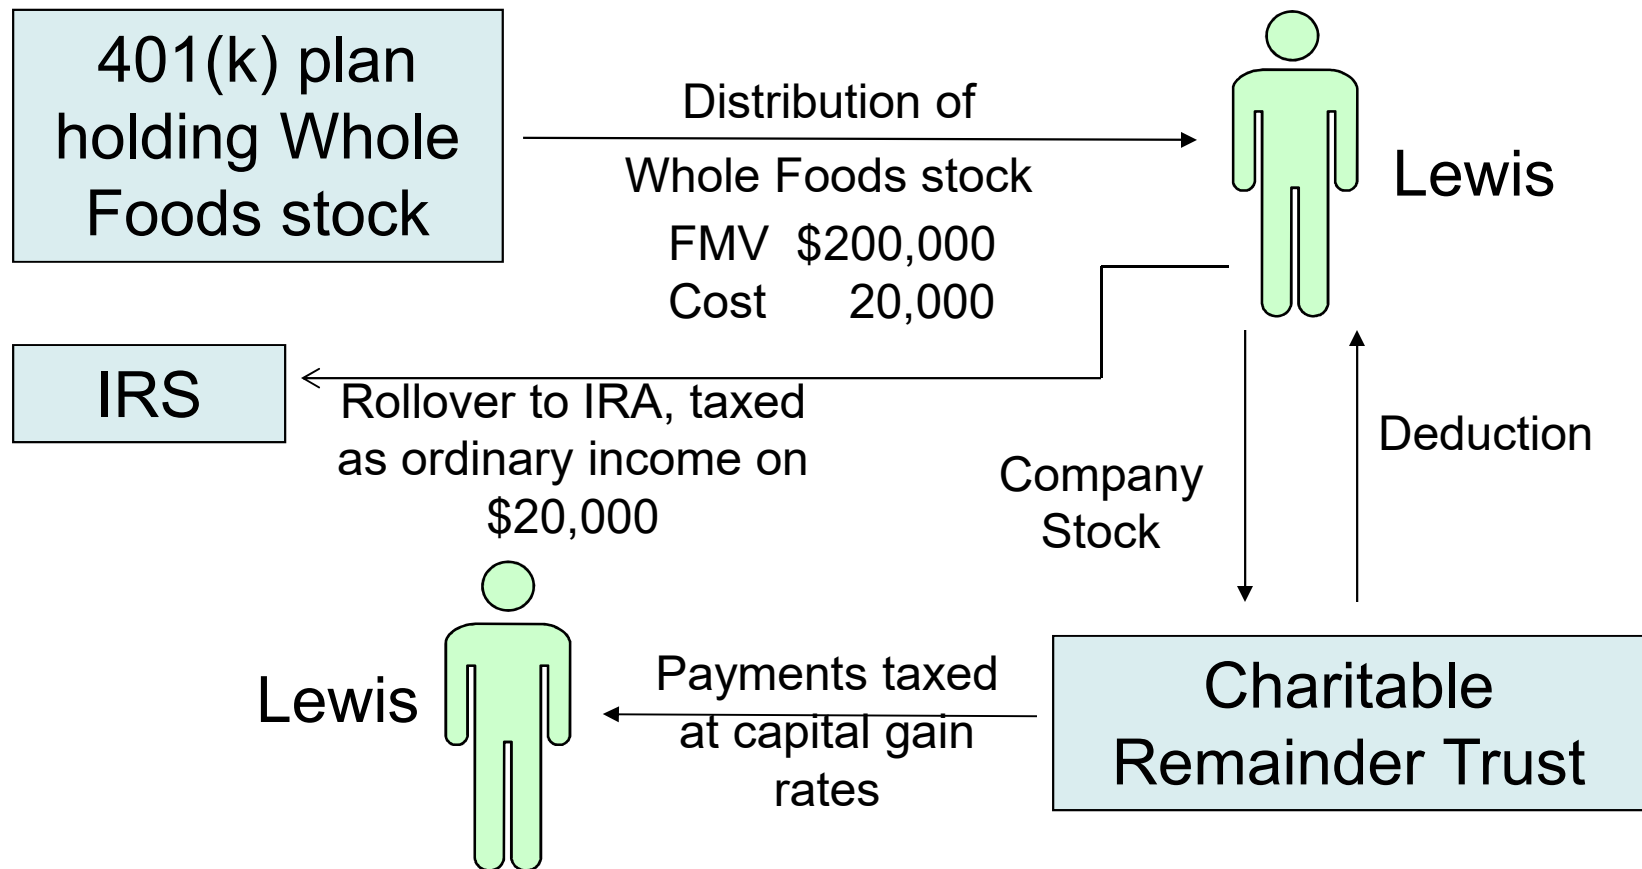 401(k) plan
holding Whole
Foods stock
Distribution of
Whole Foods stock
FMV $200,000
Cost 20,000
Lewis
IRS
Rollover to IRA, taxed
as ordinary income on
$20,000
Company
Stock
Deduction
Lewis
Payments taxed
at capital gain
rates
Charitable
Remainder Trust